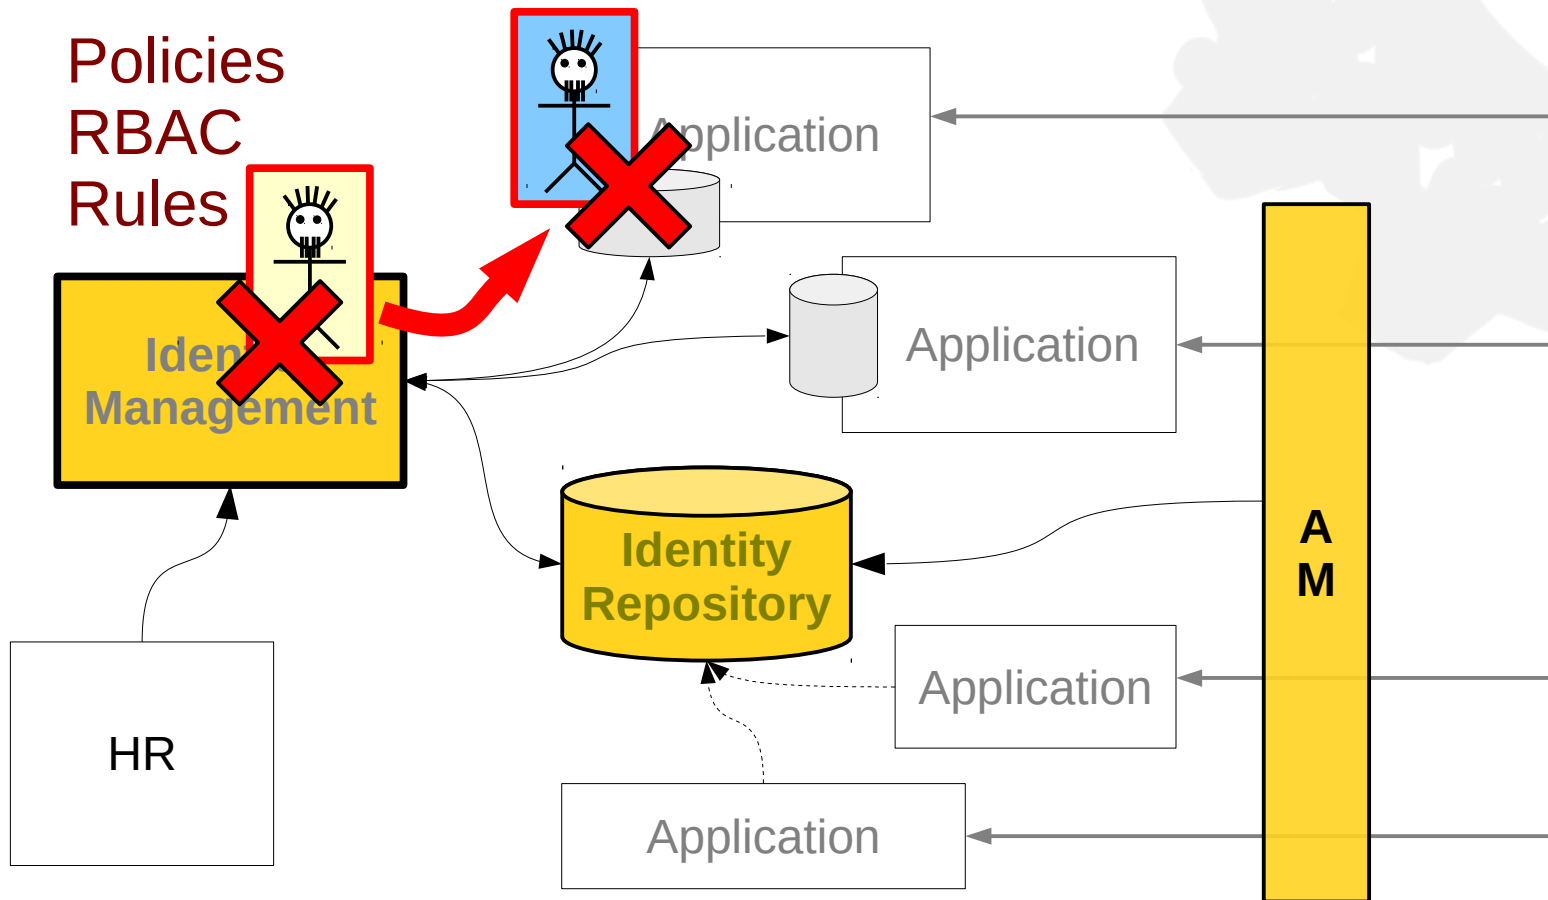 Policies
RBAC
Rules
Application
Application
Management
Identity
Repository
A
M
Application
HR
Application